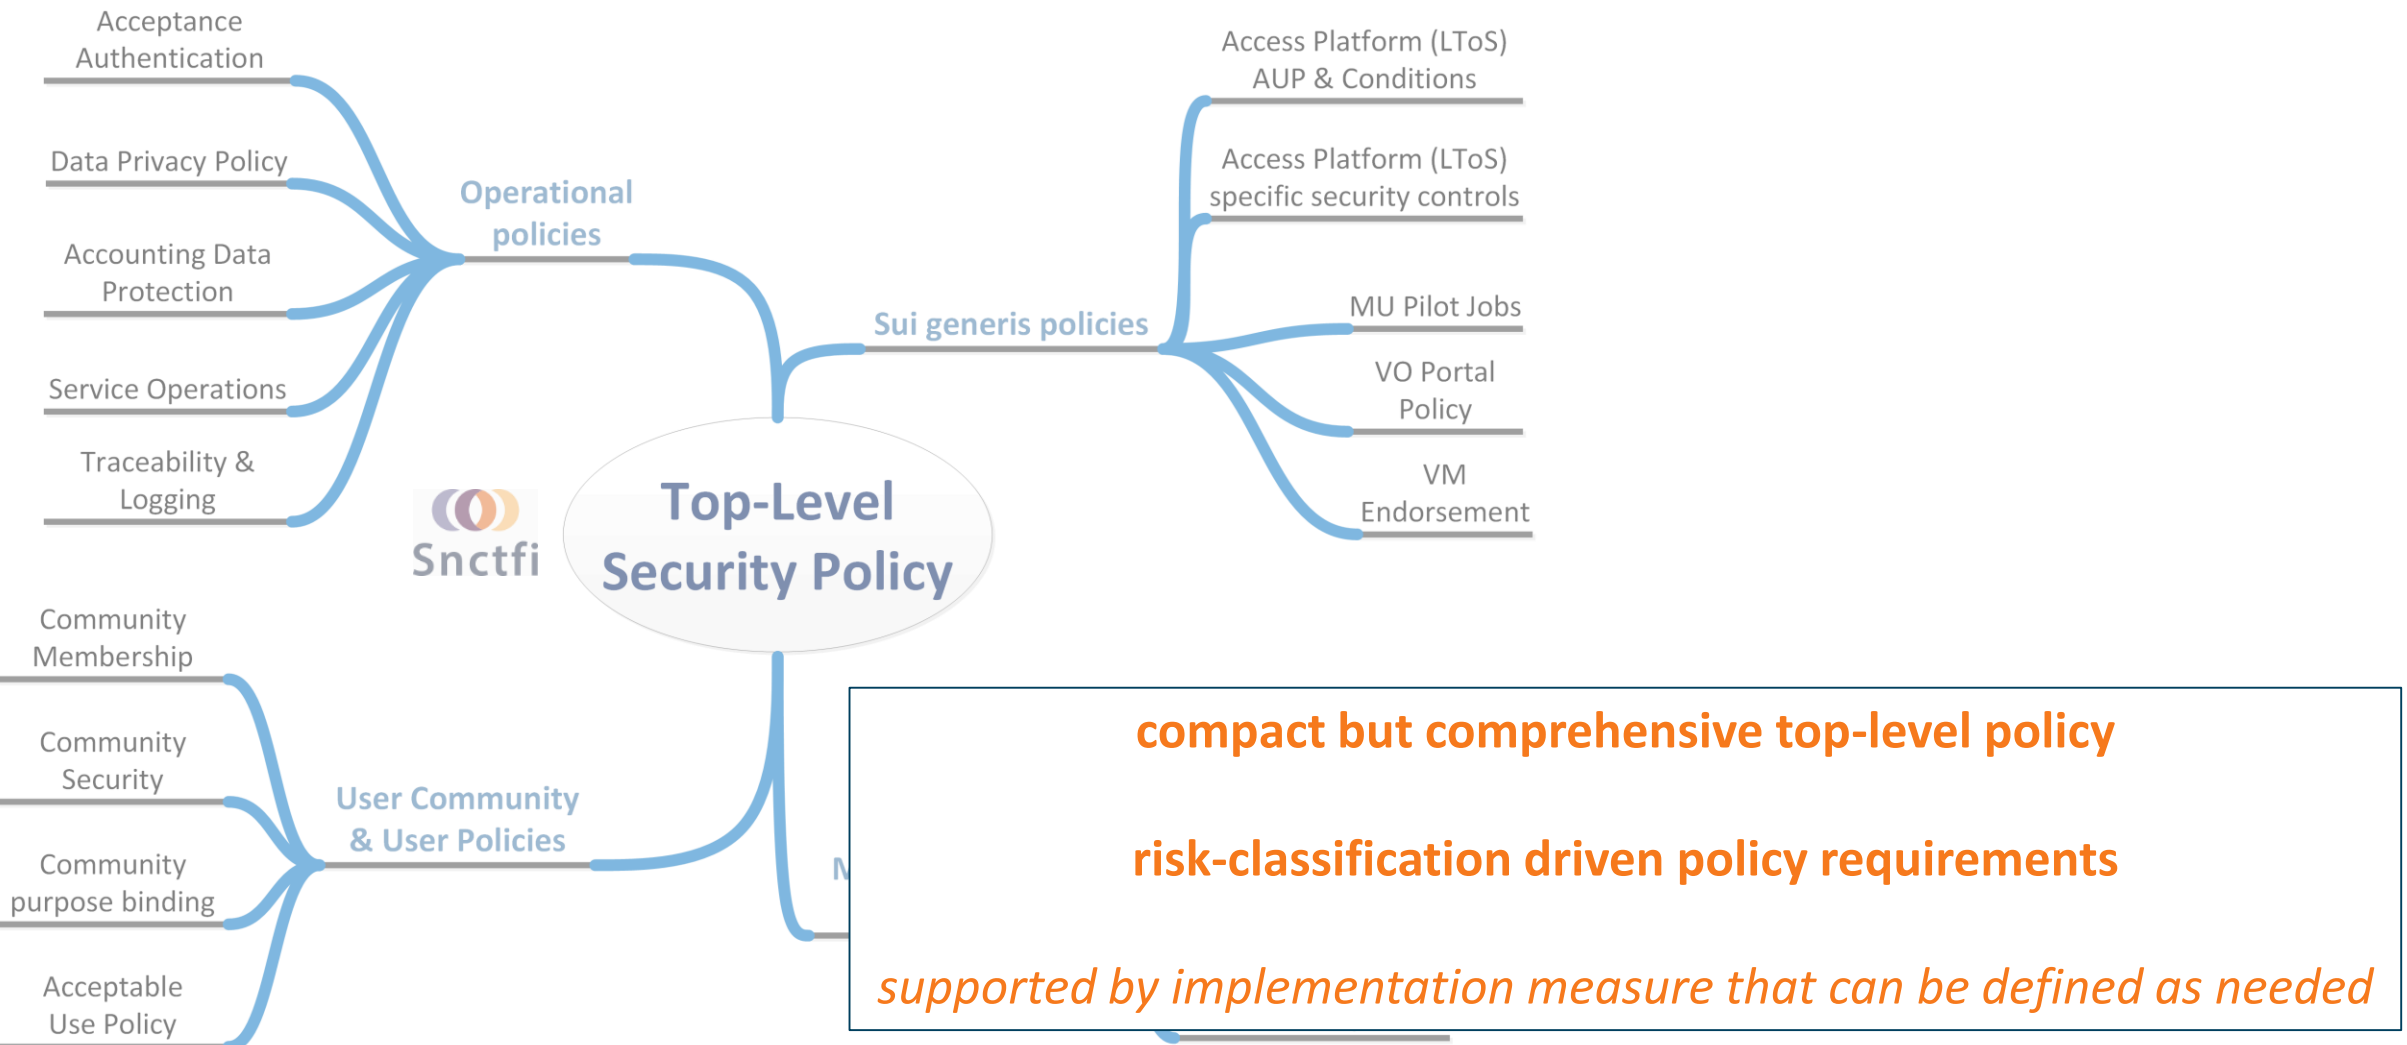 Acceptance
Authentication
Data Privacy Policy
Accounting Data
Protection
Service Operations
Traceability &
Logging
Operational
policies
Access Platform (LToS)
AUP & Conditions
Access Platform (LToS)
specific security controls
MU Pilot Jobs
VO Portal
Policy
VM
Endorsement
Sui generis policies
Snctfi
Top-Level
Security Policy
Community
Membership
Community
Security
Community
purpose binding
Acceptable
Use Policy
User Community
& User Policies
compact but comprehensive top-level policy
risk-classification driven policy requirements
supported by implementation measure that can be defined as needed